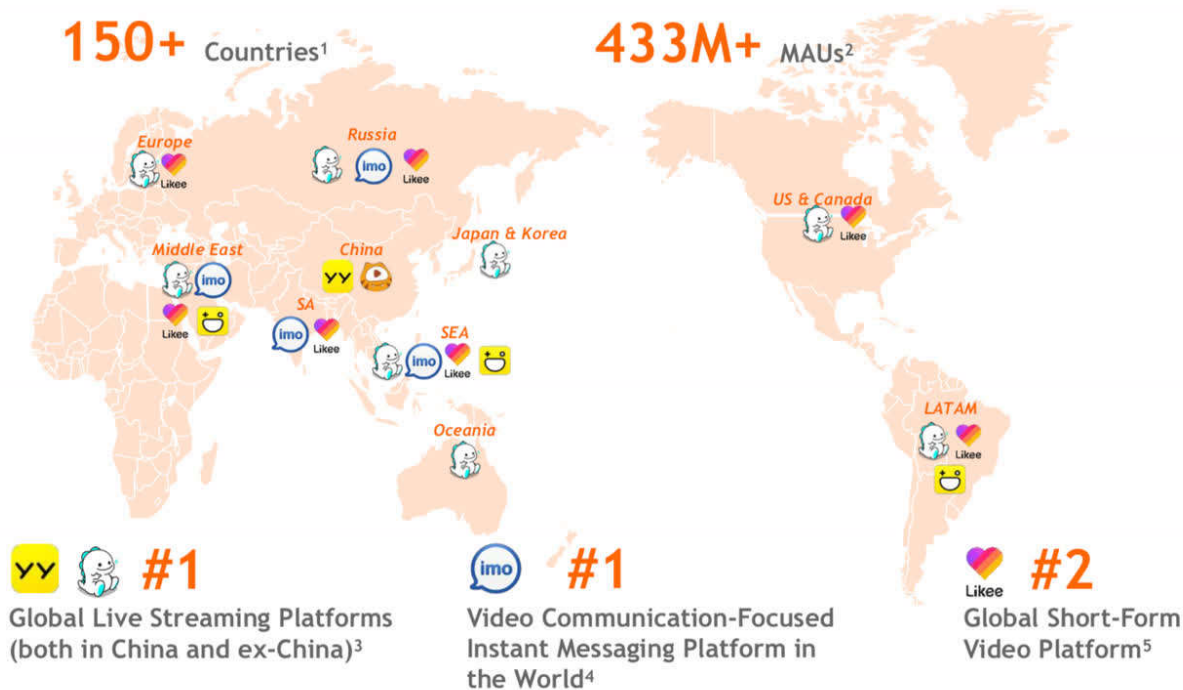 150+ Countries¹
433M+ MAUs²
Europe
Likee
Russia
imo
Likee
US & Canada
Likee
Middle East
imo
Likee
China
YY
Japan & Korea
SA
imo
Likee
SEA
imo
Likee
Oceania
LATAM
Likee
YY
#1
Global Live Streaming Platforms
(both in China and ex-China)³
imo
#1
Video Communication-Focused
Instant Messaging Platform in
the World⁴
Likee
#2
Global Short-Form
Video Platform⁵